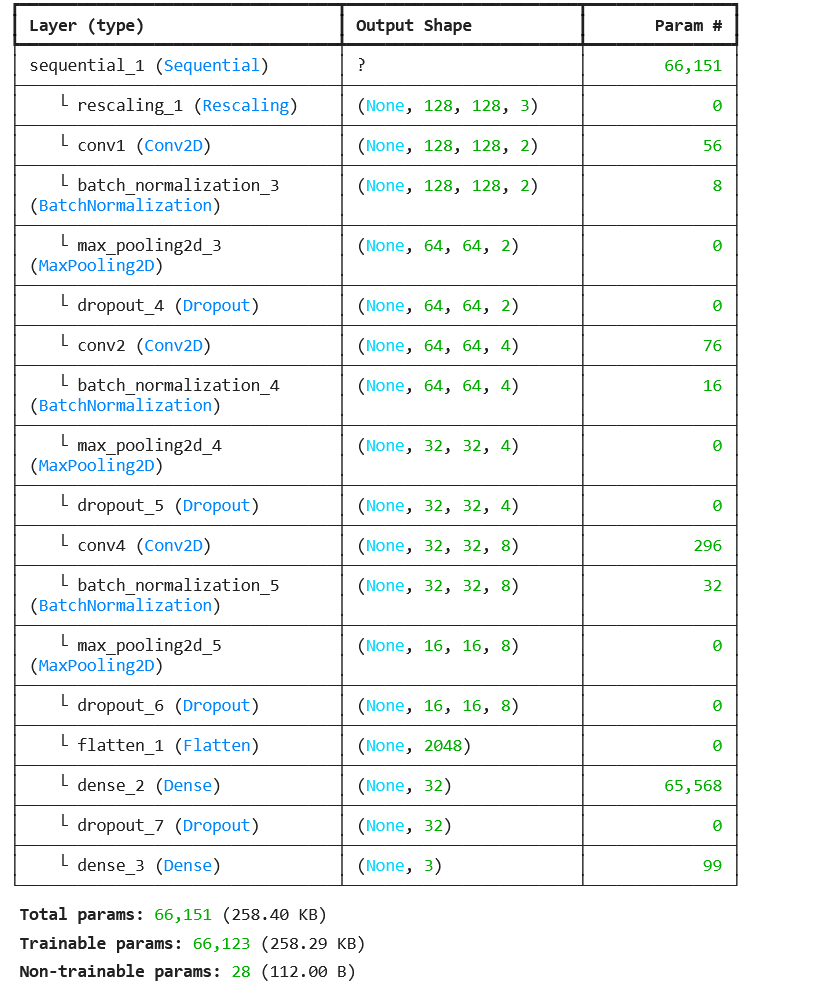 Layer (type) Output Shape Param #
sequential_1 (Sequential) ? 66,151
└ rescaling_1 (Rescaling) (None, 128, 128, 3) 0
└ conv1 (Conv2D) (None, 128, 128, 2) 56
└ batch_normalization_3 (None, 128, 128, 2) 8
(BatchNormalization)
└ max_pooling2d_3 (None, 64, 64, 2) 0
(MaxPooling2D)
└ dropout_4 (Dropout) (None, 64, 64, 2) 0
└ conv2 (Conv2D) (None, 64, 64, 4) 76
└ batch_normalization_4 (None, 64, 64, 4) 16
(BatchNormalization)
└ max_pooling2d_4 (None, 32, 32, 4) 0
(MaxPooling2D)
└ dropout_5 (Dropout) (None, 32, 32, 4) 0
└ conv4 (Conv2D) (None, 32, 32, 8) 296
└ batch_normalization_5 (None, 32, 32, 8) 32
(BatchNormalization)
└ max_pooling2d_5 (None, 16, 16, 8) 0
(MaxPooling2D)
└ dropout_6 (Dropout) (None, 16, 16, 8) 0
└ flatten_1 (Flatten) (None, 2048) 0
└ dense_2 (Dense) (None, 32) 65,568
└ dropout_7 (Dropout) (None, 32) 0
└ dense_3 (Dense) (None, 3) 99
Total params: 66,151 (258.40 KB)
Trainable params: 66,123 (258.29 KB)
Non-trainable params: 28 (112.00 B)